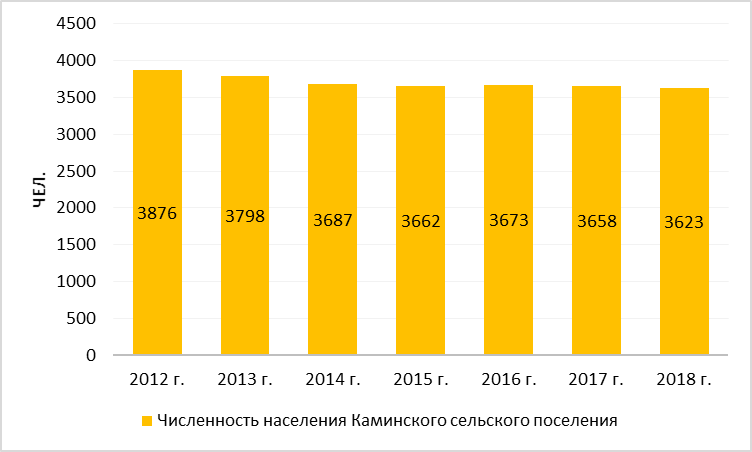 4500
4000
3500
3000
2500
2000
1500
1000
500
0
ЧЕЛ.
3876 3798 3687 3662 3673 3658 3623
2012 г. 2013 г. 2014 г. 2015 г. 2016 г. 2017 г. 2018 г.
Численность населения Каминского сельского поселения